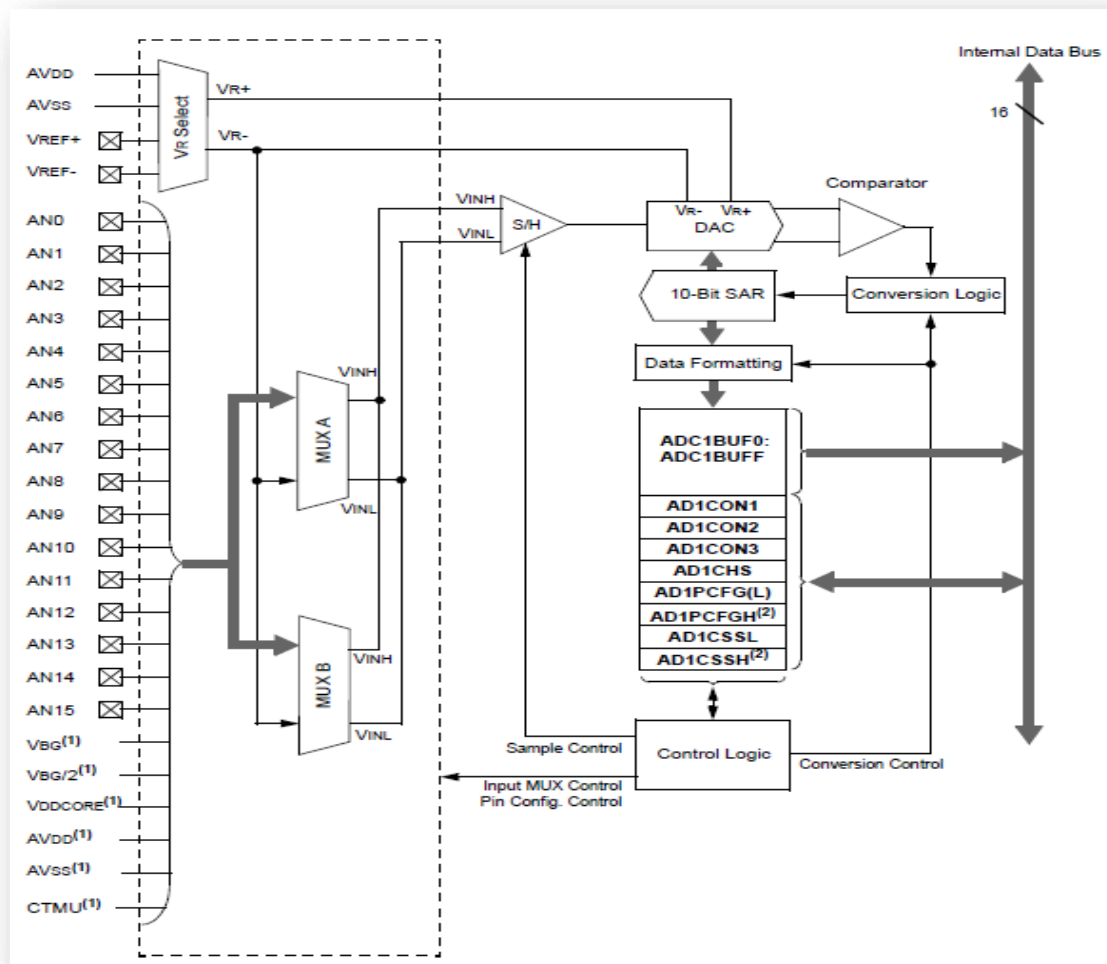 Internal Data Bus
16
AVDD
AVSS
VREF+
VREF-
VR Select
VR+
VR-
AN0
AN1
AN2
AN3
AN4
AN5
AN6
AN7
AN8
AN9
AN10
AN11
AN12
AN13
AN14
AN15
VBG(1)
VBG/2(1)
VDDCORE(1)
AVDD(1)
AVSS(1)
CTMU(1)
MUX A
VINH
VINL
MUX B
VINH
VINL
VINH
VINL
S/H
VR- VR+
DAC
Comparator
10-Bit SAR
Conversion Logic
Data Formatting
ADC1BUF0:
ADC1BUFF
AD1CON1
AD1CON2
AD1CON3
AD1CHS
AD1PCFG(L)
AD1PCFGH(2)
AD1CSSL
AD1CSSH(2)
Sample Control
Control Logic
Conversion Control
Input MUX Control
Pin Config. Control